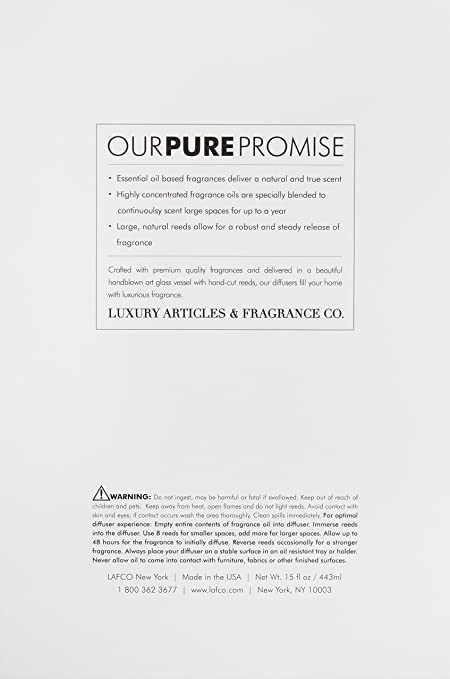 OURPUREPROMISE
• Essential oil based fragrances deliver a natural and true scent
• Highly concentrated fragrance oils are specially blended to
continuoulsy scent large spaces for up to a year
• Large, natural reeds allow for a robust and steady release of
fragrance
Crafted with premium quality fragrances and delivered in a beautiful
handblown art glass vessel with hand-cut reeds, our diffusers fill your home
with luxurious fragrance.
LUXURY ARTICLES & FRAGRANCE CO.
WARNING: Do not ingest, may be harmful or fatal if swallowed. Keep out of reach of
children and pets. Keep away from heat, open flames and do not light reeds. Avoid contact with
skin and eyes; if contact occurs wash the area thoroughly. Clean spills immediately. For optimal
diffuser experience: Empty entire contents of fragrance oil into diffuser. Immerse reeds
into the diffuser. Use 8 reeds for smaller spaces, add more for larger spaces. Allow up to
48 hours for the fragrance to initially diffuse. Reverse reeds occasionally for a stronger
fragrance. Always place your diffuser on a stable surface in an oil resistant tray or holder.
Never allow oil to come into contact with furniture, fabrics or other finished surfaces.
LAFCO New York | Made in the USA | Net Wt. 15 fl oz / 443ml
1 800 362 3677 | www.lafco.com | New York, NY 10003